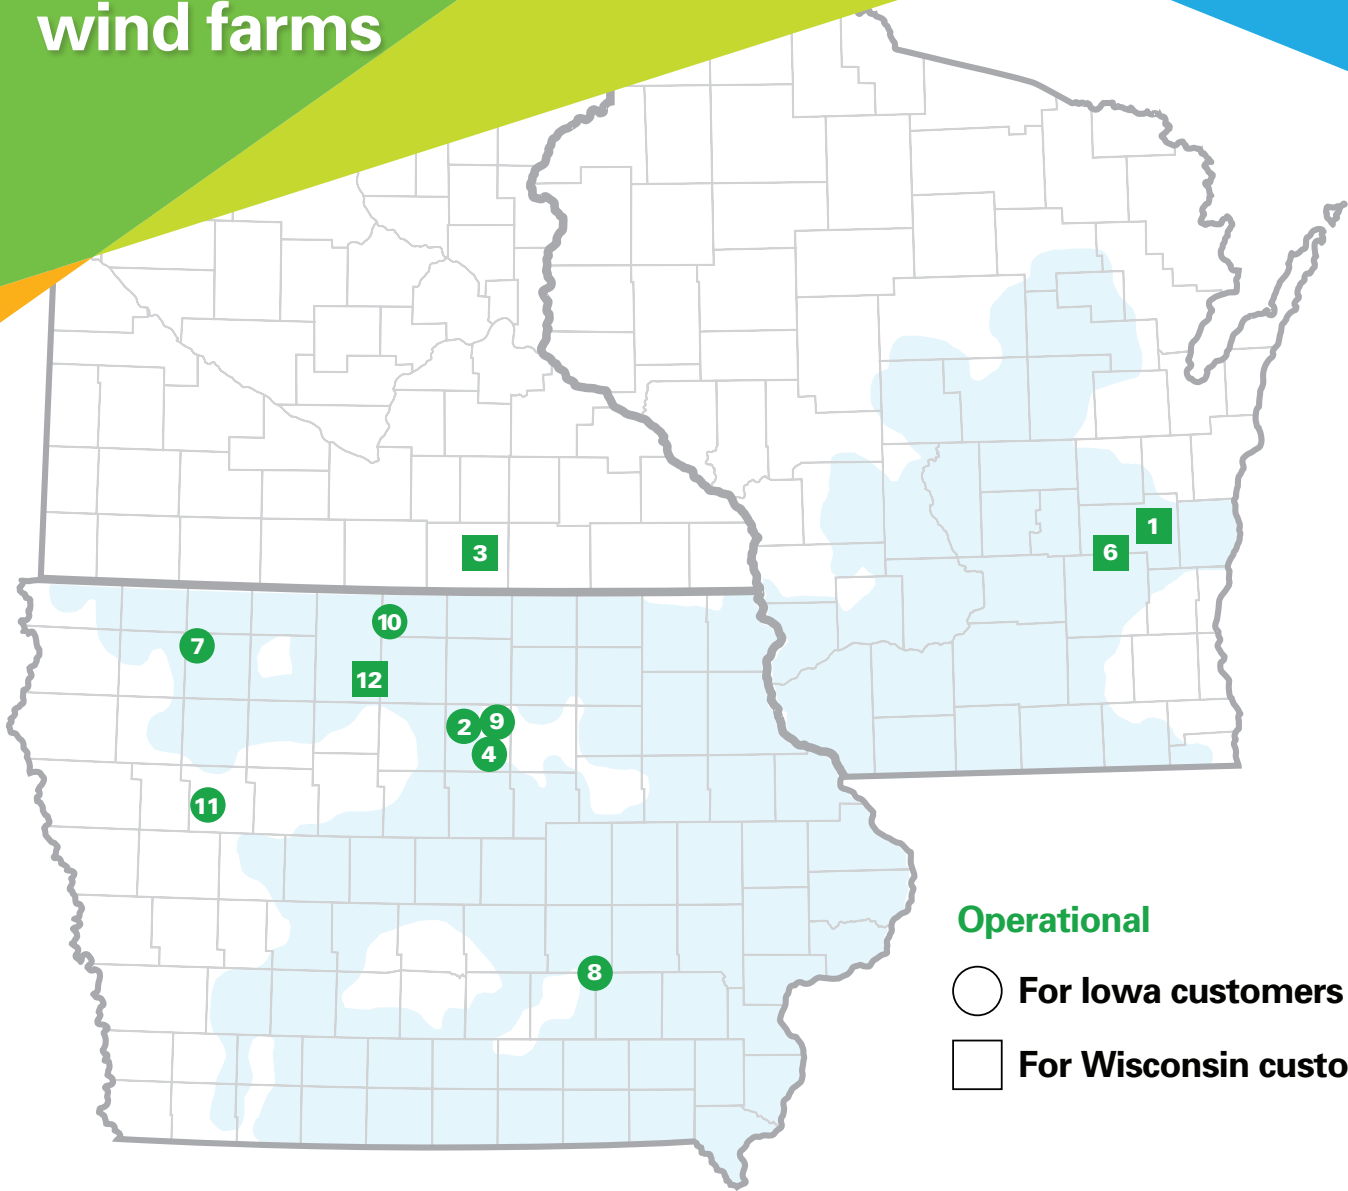 wind farms
1
6
3
10
7
12
2
9
4
11
8
Operational
For Iowa customers
For Wisconsin custo